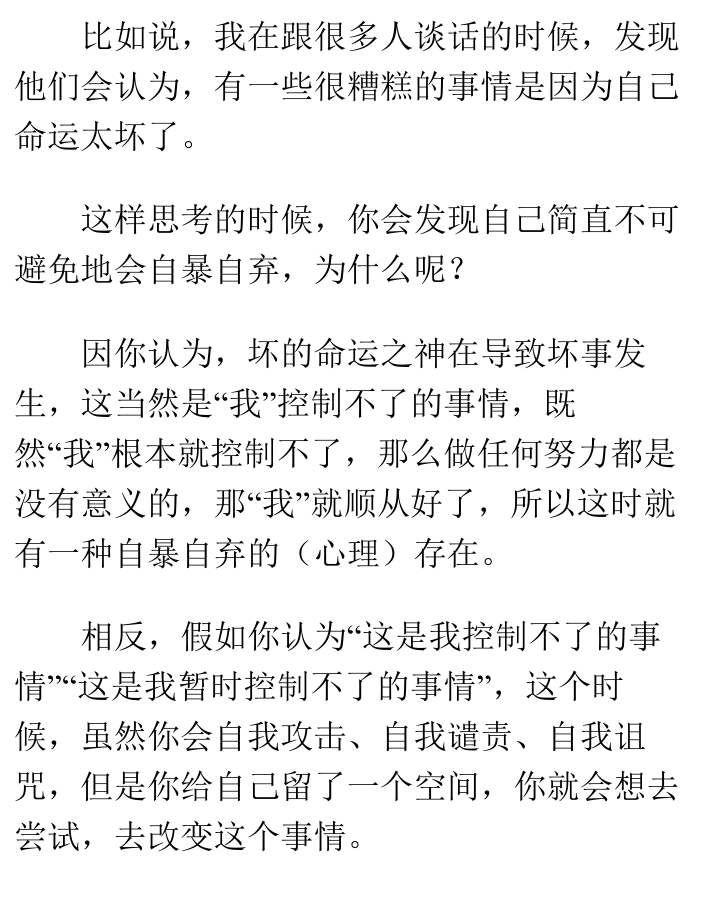 比如说，我在跟很多人谈话的时候，发现
他们会认为，有一些很糟糕的事情是因为自己
命运太坏了。
这样思考的时候，你会发现自己简直不可
避免地会自暴自弃，为什么呢？
因你认为，坏的命运之神在导致坏事发
生，这当然是“我”控制不了的事情，既
然“我”根本就控制不了，那么做任何努力都是
没有意义的，那“我”就顺从好了，所以这时就
有一种自暴自弃的（心理）存在。
相反，假如你认为“这是我控制不了的事
情”“这是我暂时控制不了的事情”，这个时
候，虽然你会自我攻击、自我谴责、自我诅
咒，但是你给自己留了一个空间，你就会想去
尝试，去改变这个事情。